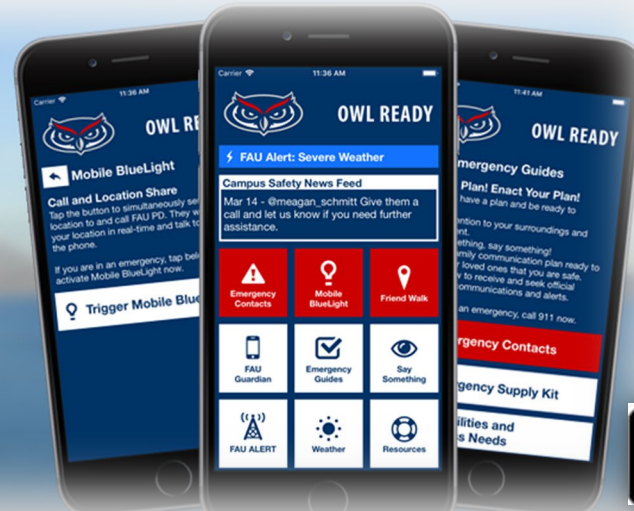 Carrier 11:36 AM
OWL RE
Mobile BlueLight
Call and Location Share
Tap the button to simultaneously se
location to and call FAU PD. They w
your location in real-time and talk to
the phone.
If you are in an emergency, tap bel
activate Mobile BlueLight now.
Trigger Mobile Blue
Carrier 11:36 AM
OWL READY
FAU Alert: Severe Weather
Campus Safety News Feed
Mar 14 - @meagan_schmitt Give them a
call and let us know if you need further
assistance.
Emergency
Contacts
Mobile
BlueLight
Friend Walk
FAU
Guardian
Emergency
Guides
Say
Something
FAU ALERT
Weather
Resources
11:41 AM
OWL READY
mergency Guides
Plan! Enact Your Plan!
have a plan and be ready to
ention to your surroundings and
ent.
ething, say something!
mily communication plan ready to
r loved ones that you are safe.
w to receive and seek official
ommunications and alerts.
an emergency, call 911 now.
rgency Contacts
rgency Supply Kit
ilities and
s Needs